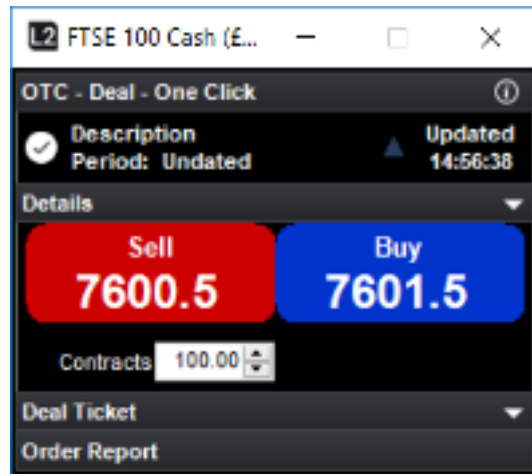 L2 FTSE 100 Cash (£...
OTC - Deal - One Click
Description Updated
Period: Undated 14:56:38
Details
Sell Buy
7600.5 7601.5
Contracts 100.00
Deal Ticket
Order Report